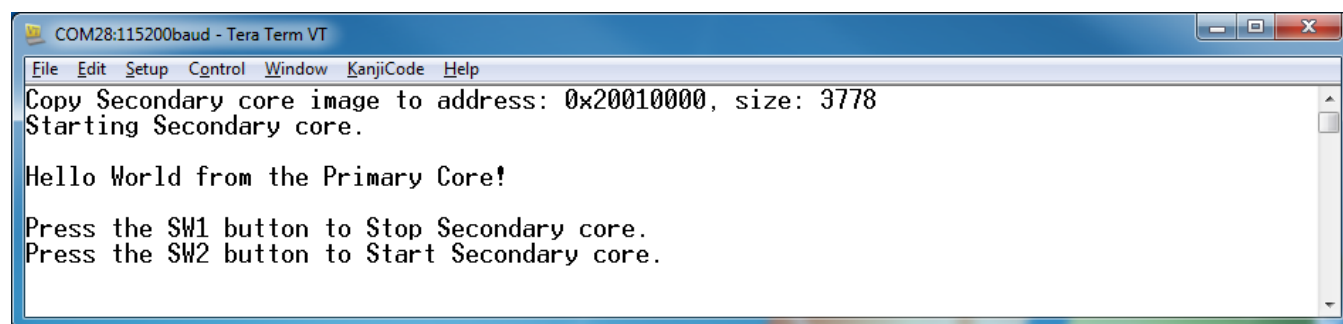 COM28:115200baud - Tera Term VT
File Edit Setup Control Window KanjiCode Help
Copy Secondary core image to address: 0x20010000, size: 3778
Starting Secondary core.
Hello World from the Primary Core!
Press the SW1 button to Stop Secondary core.
Press the SW2 button to Start Secondary core.